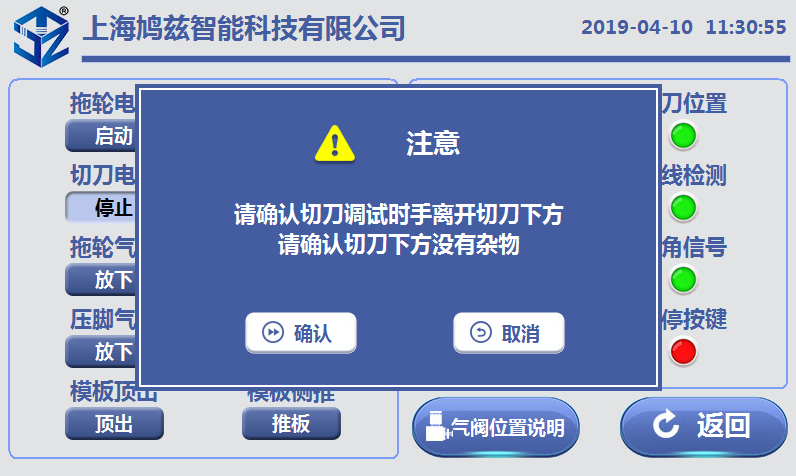 上海鸠兹智能科技有限公司
2019-04-10 11:30:55
拖轮电
刀位置
启动
注意
切刀电
线检测
停止
请确认切刀调试时手离开切刀下方
请确认切刀下方没有杂物
拖轮气
角信号
放下
压脚气
停按键
确认
取消
放下
模板顶出
模板侧推
顶出
推板
气阀位置说明
返回